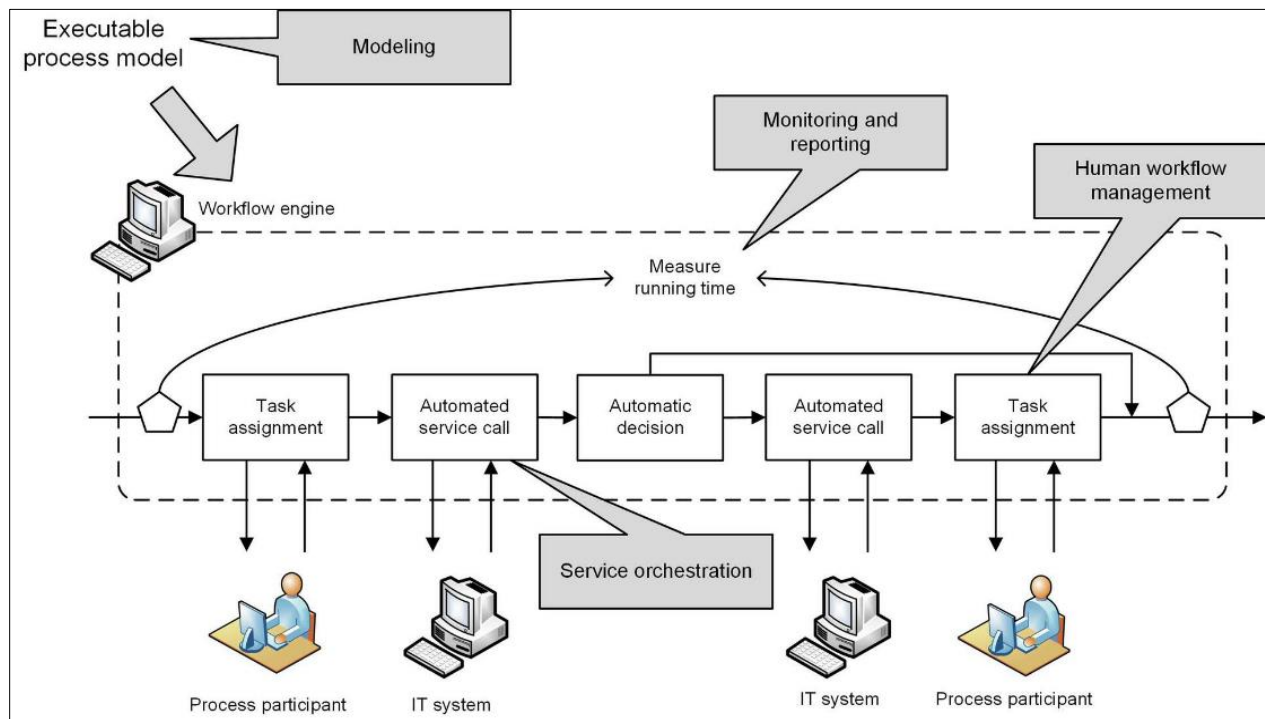 Executable
process model
Modeling
Monitoring and
reporting
Human workflow
management
Workflow engine
Measure
running time
Task
assignment
Automated
service call
Automatic
decision
Automated
service call
Task
assignment
Service orchestration
Process participant
IT system
IT system
Process participant